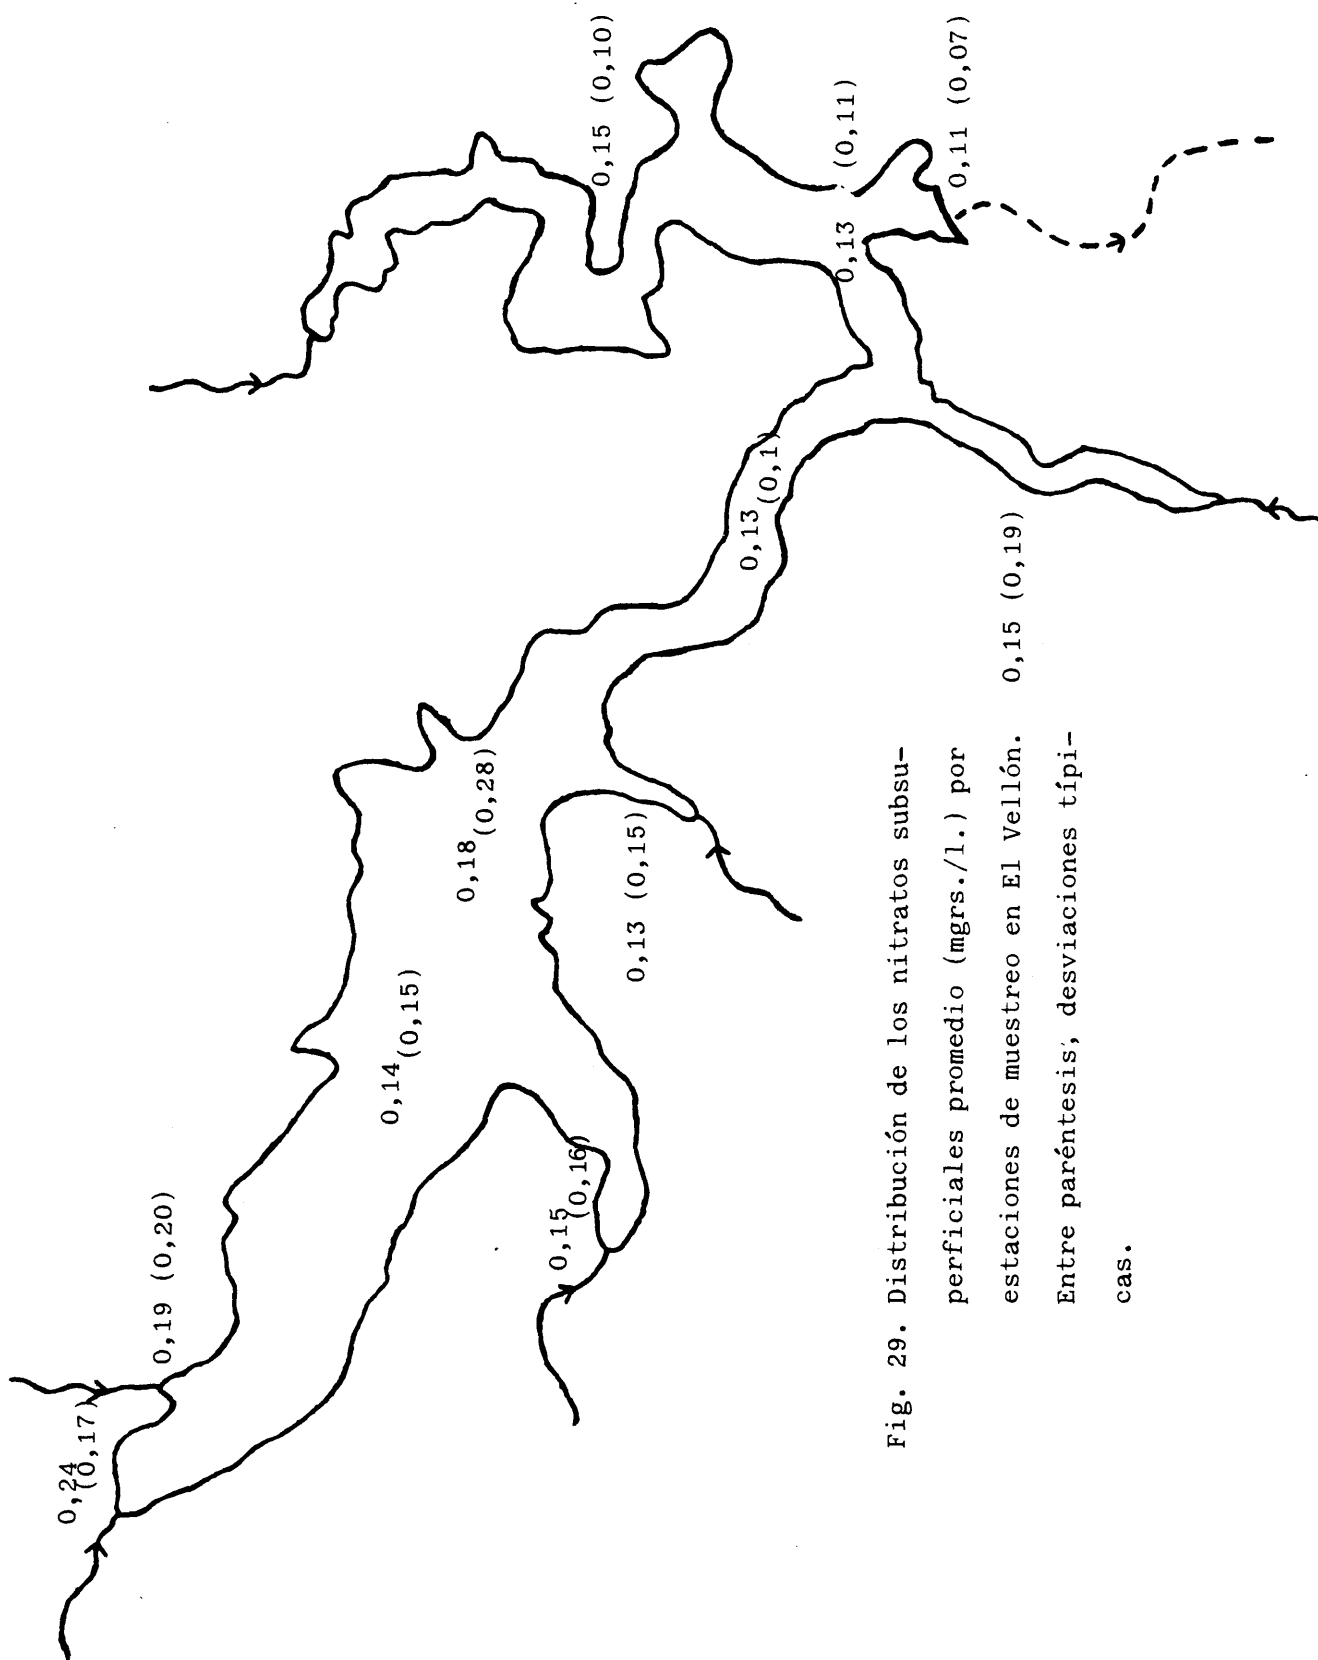 0,24
(0,17)
0,19 (0,20)
0,14 (0,15)
0,15
(0,16)
0,18 (0,28)
0,13 (0,15)
0,13 (0,1)
0,15 (0,10)
0,13 (0,11)
0,11 (0,07)
0,15 (0,19)
Fig. 29. Distribución de los nitratos subsu-
perficiales promedio (mgrs./l.) por
estaciones de muestreo en El Vellón.
Entre paréntesis, desviaciones típi-
cas.